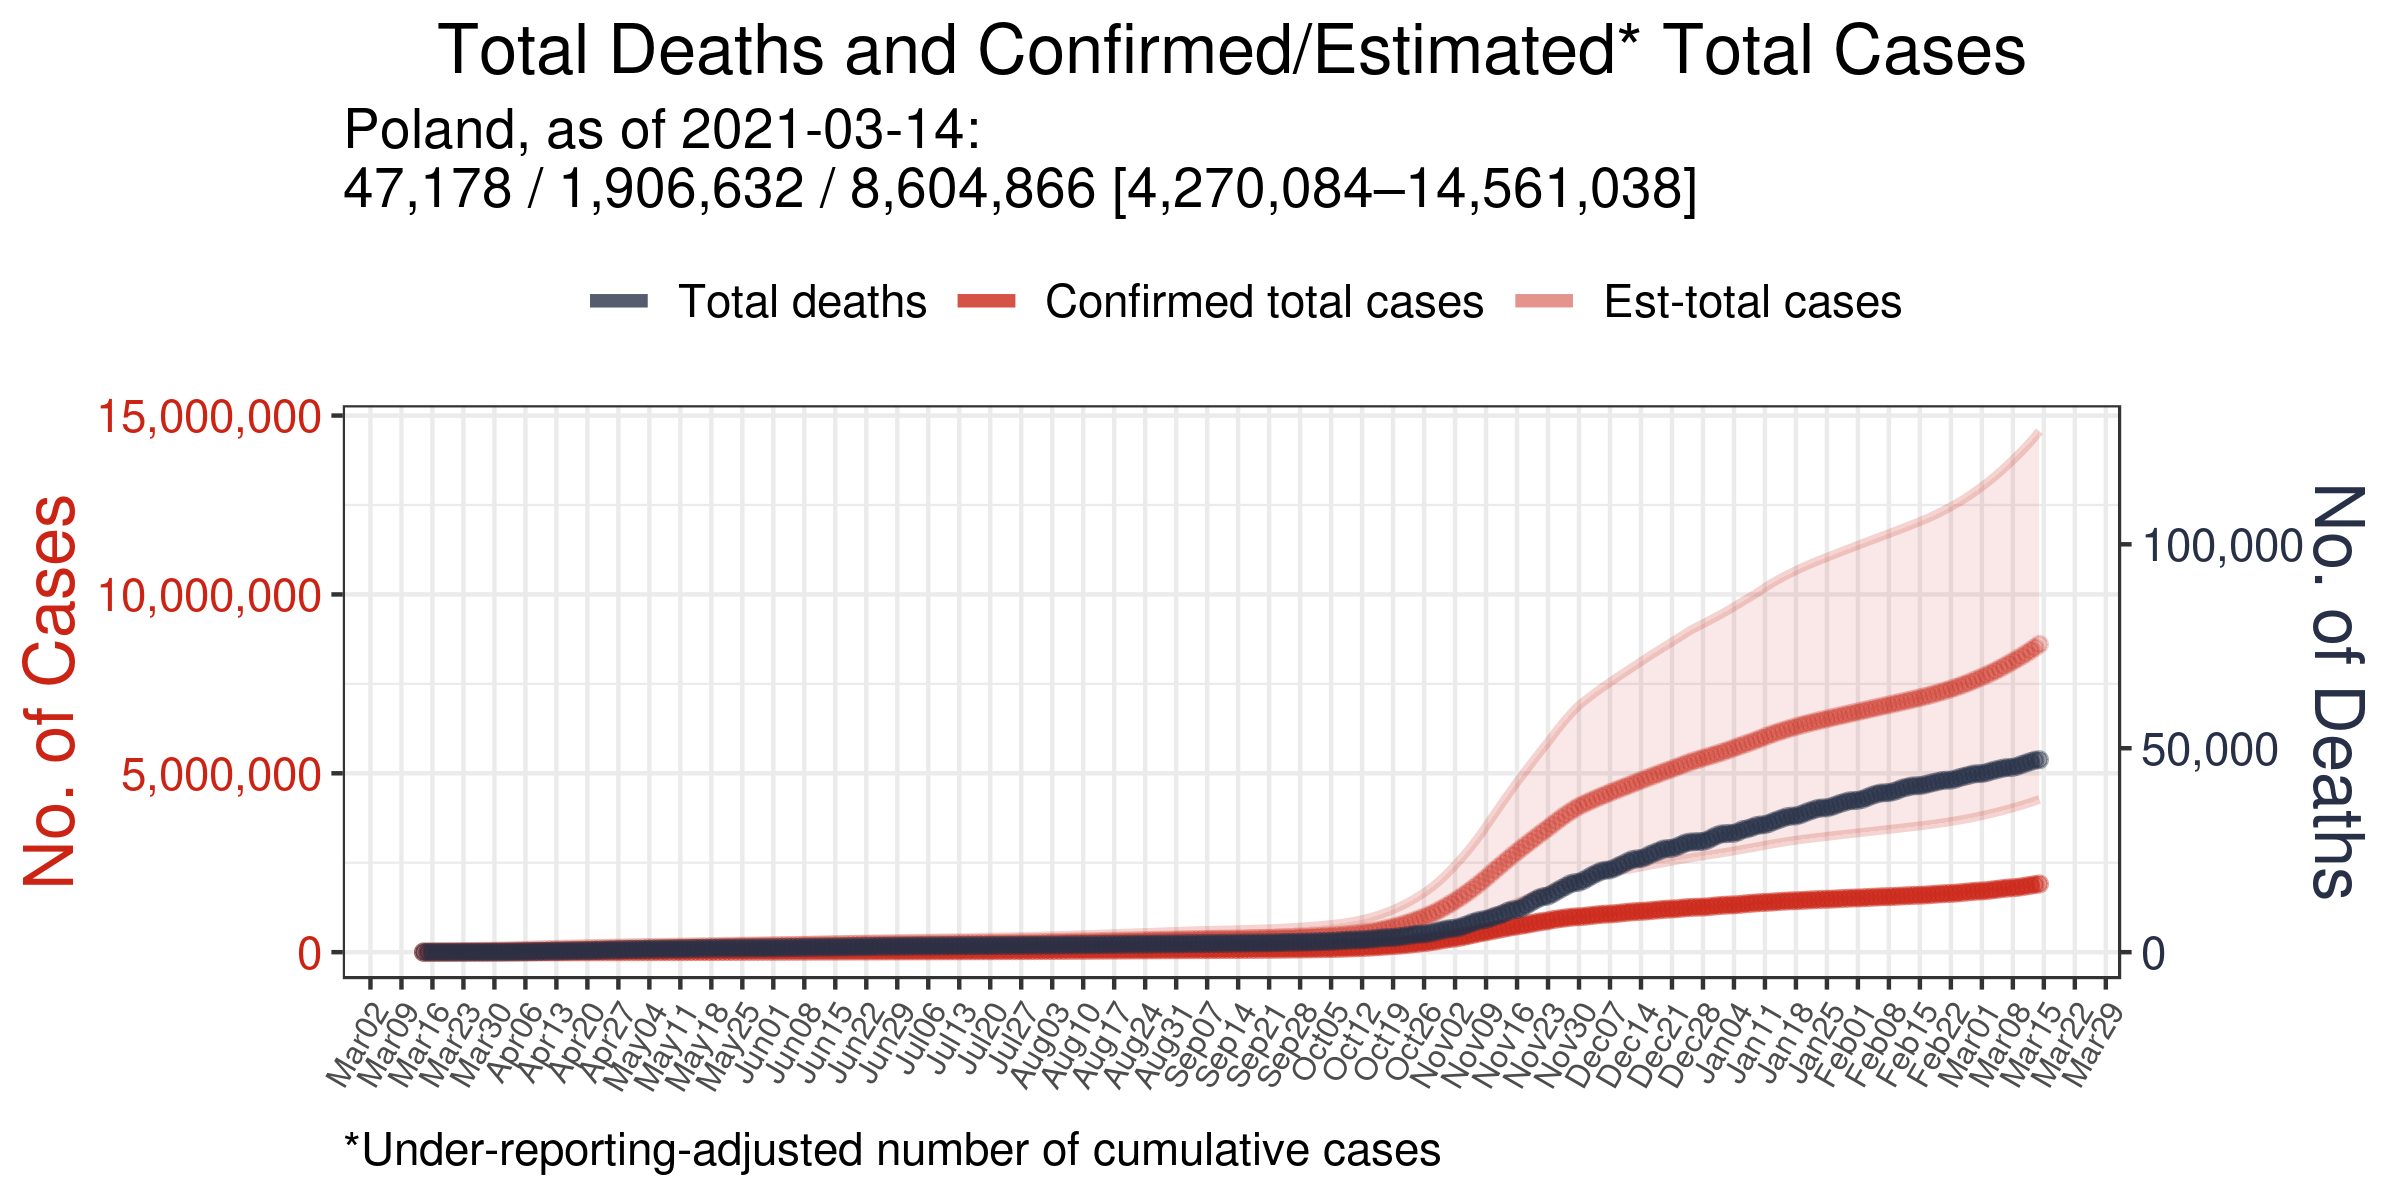 Total Deaths and Confirmed/Estimated* Total Cases
Poland, as of 2021-03-14:
47,178 / 1,906,632 / 8,604,866 [4,270,084–14,561,038]
Total deaths
Confirmed total cases
Est-total cases
No. of Cases
15,000,000
10,000,000
5,000,000
0
100,000
50,000
0
No. of Deaths
Mar02
Mar09
Mar16
Mar23
Mar30
Apr06
Apr13
Apr20
Apr27
May04
May11
May18
May25
Jun01
Jun08
Jun15
Jun22
Jun29
Jul06
Jul13
Jul20
Jul27
Aug03
Aug10
Aug17
Aug24
Aug31
Sep07
Sep14
Sep21
Sep28
Oct05
Oct12
Oct19
Oct26
Nov02
Nov09
Nov16
Nov23
Nov30
Dec07
Dec14
Dec21
Dec28
Jan04
Jan11
Jan18
Jan25
Feb01
Feb08
Feb15
Feb22
Mar01
Mar08
Mar15
Mar22
Mar29
*Under-reporting-adjusted number of cumulative cases